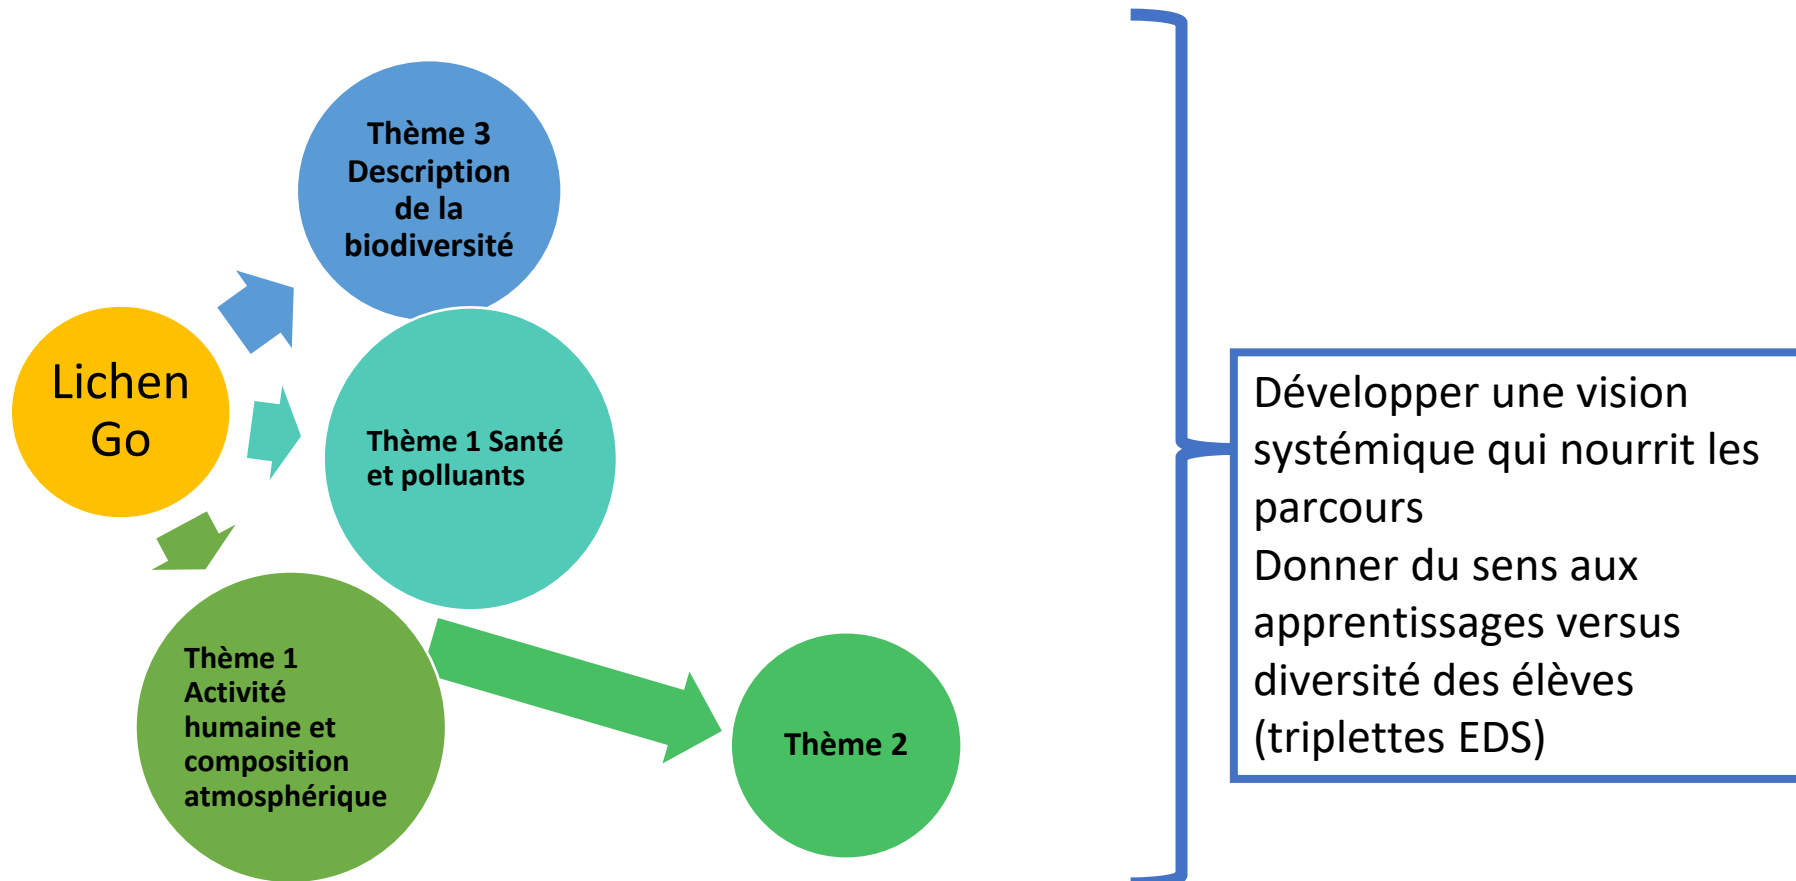 Thème 3
Description
de la
biodiversité
Lichen
Go
Thème 1 Santé
et polluants
Thème 1
Activité
humaine et
composition
atmosphérique
Thème 2
Développer une vision
systémique qui nourrit les
parcours
Donner du sens aux
apprentissages versus
diversité des élèves
(triplettes EDS)